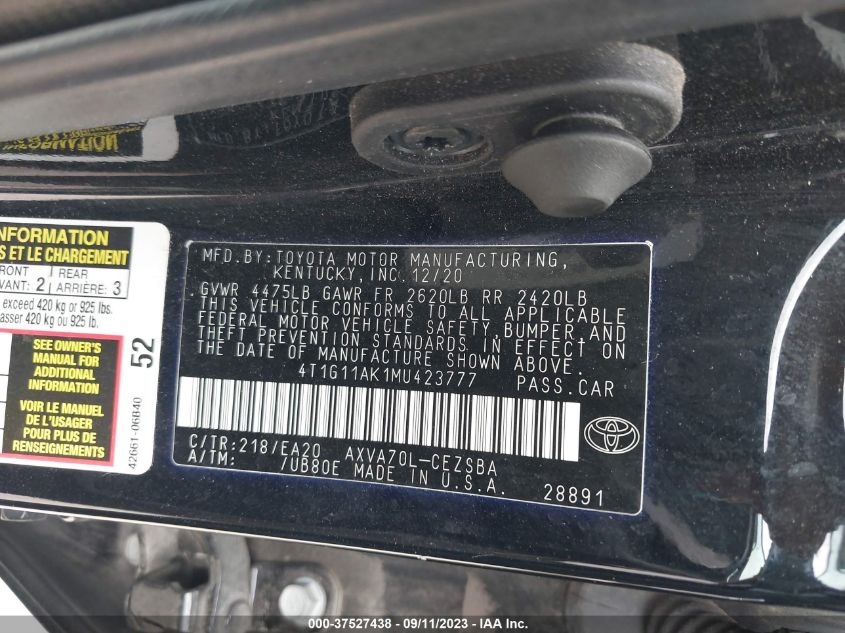 INFORMATION
S ET LE CHARGEMENT
FRONT
REAR
VANT: 2
ARRIÈRE: 3
exceed 420 kg or 925 lbs.
asser 420 kg ou 925 lb.
SEE OWNER'S
MANUAL FOR
ADDITIONAL
INFORMATION
VOIR LE MANUEL
DE L'USAGER
POUR PLUS DE
RENSEIGNEMENTS
52
42661-06B40
MFD.BY:TOYOTA MOTOR MANUFACTURING,
KENTUCKY, INC. 12/20
GVWR 4475LB GAWR FR 2620LB RR 2420LB
THIS VEHICLE CONFORMS TO ALL APPLICABLE
FEDERAL MOTOR VEHICLE SAFETY, BUMPER, AND
THEFT PREVENTION STANDARDS IN EFFECT ON
THE DATE OF MANUFACTURE SHOWN ABOVE.
4T1G11AK1MU423777 PASS.CAR
C/TR:218/EA20 AXVA70L-CEZSBA
A/TM: /UB80E MADE IN U.S.A.
28891
000-37527438 - 09/11/2023 - IAAI.COM